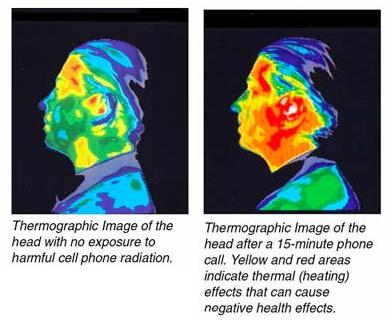 Thermographic Image of the
head with no exposure to
harmful cell phone radiation.
Thermographic Image of the
head after a 15-minute phone
call. Yellow and red areas
indicate thermal (heating)
effects that can cause
negative health effects.